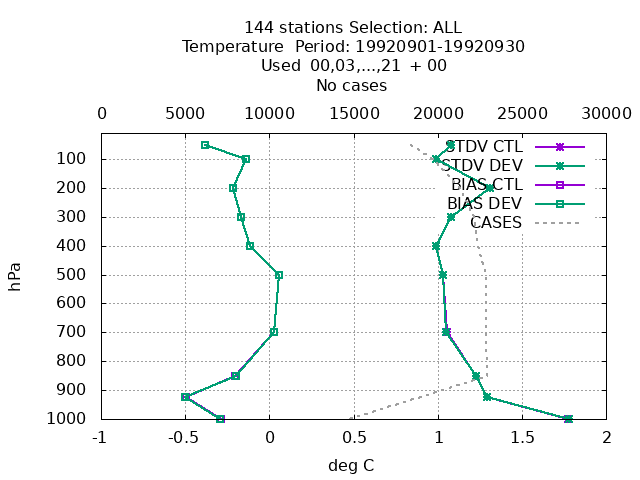 144 stations Selection: ALL
Temperature  Period: 19920901-19920930
Used  00,03,...,21  + 00
No cases
0 5000 10000 15000 20000 25000 30000
STDV CTL
STDV DEV
BIAS CTL
BIAS DEV
CASES
hPa
100
200
300
400
500
600
700
800
900
1000
-1 -0.5 0 0.5 1 1.5 2
deg C